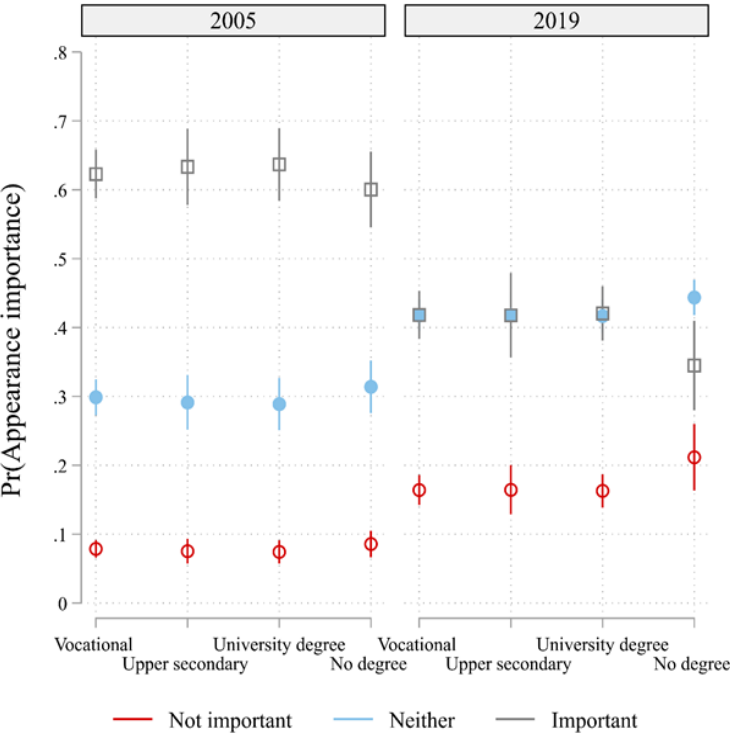 2005 2019
Pr(Appearance importance)
.8
.7
.6
.5
.4
.3
.2
.1
0
Vocational University degree Vocational University degree
Upper secondary No degree Upper secondary No degree
Not important Neither Important